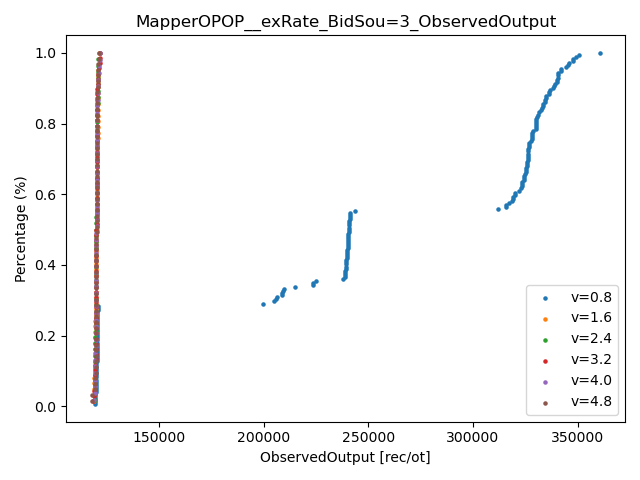 MapperOPOP__exRate_BidSou=3_ObservedOutput
Percentage (%)
1.0
0.8
0.6
0.4
0.2
0.0
v=0.8
v=1.6
v=2.4
v=3.2
v=4.0
v=4.8
150000 200000 250000 300000 350000
ObservedOutput [rec/ot]